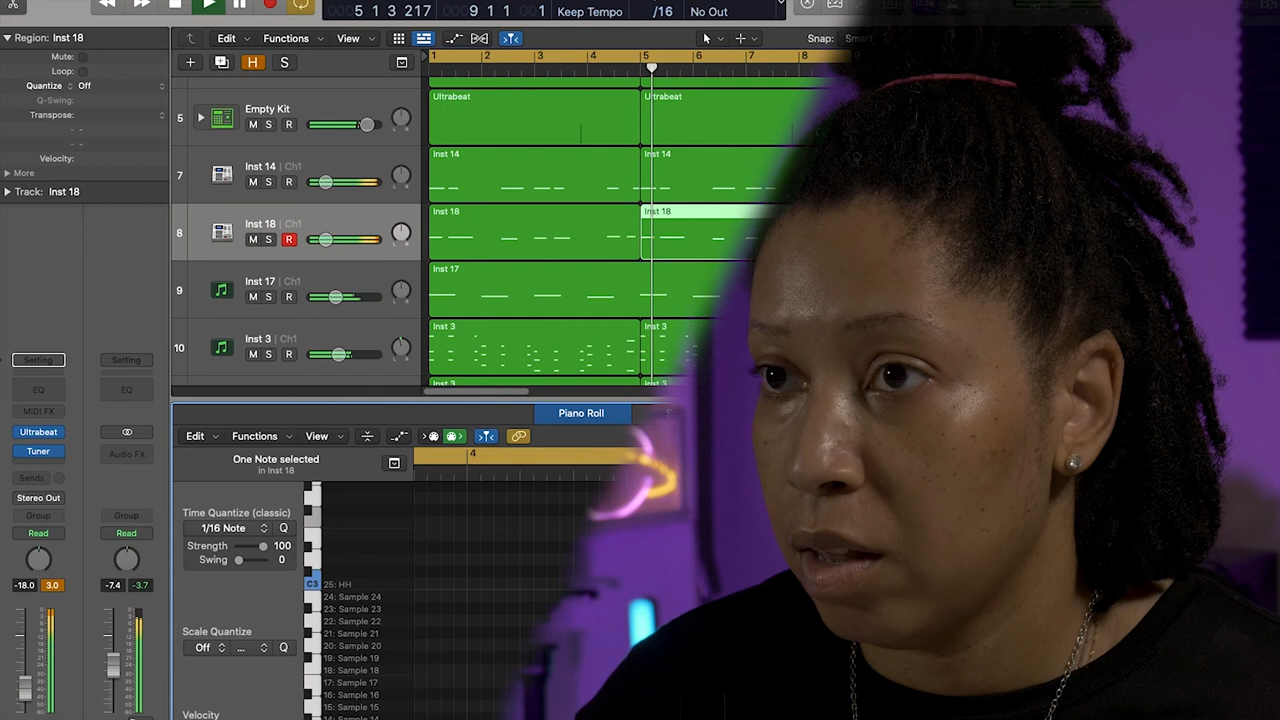 5 1 3 217
9 1 1 1
Keep Tempo
/16
No Out
Region: Inst 18
Mute:
Loop:
Quantize Off
Q-Swing:
Transpose:
- -
- -
Velocity:
More
Track: Inst 18
Edit Functions View
Snap: Smart
H S
1 2 3 4 5 6 7 8
5 Empty Kit
M S R
Ultrabeat Ultrabeat
7 Inst 14 | Ch1
M S R
Inst 14 Inst 14
8 Inst 18 | Ch1
M S R
Inst 18 Inst 18
9 Inst 17 | Ch1
M S R
Inst 17
10 Inst 3 | Ch1
M S R
Inst 3 Inst 3
Inst 3 Inst 3
Setting Setting
EQ EQ
MIDI FX
Ultrabeat
Tuner Audio FX
Sends
Stereo Out
Group Group
Read Read
-18.0 3.0 -7.4 -3.7
Piano Roll
Edit Functions View
One Note selected
in Inst 18
4
Time Quantize (classic)
1/16 Note Q
Strength 100
Swing 0
Scale Quantize
Off ... Q
Velocity
C3 25: HH
24: Sample 24
23: Sample 23
22: Sample 22
21: Sample 21
20: Sample 20
19: Sample 19
18: Sample 18
17: Sample 17
16: Sample 16
15: Sample 15